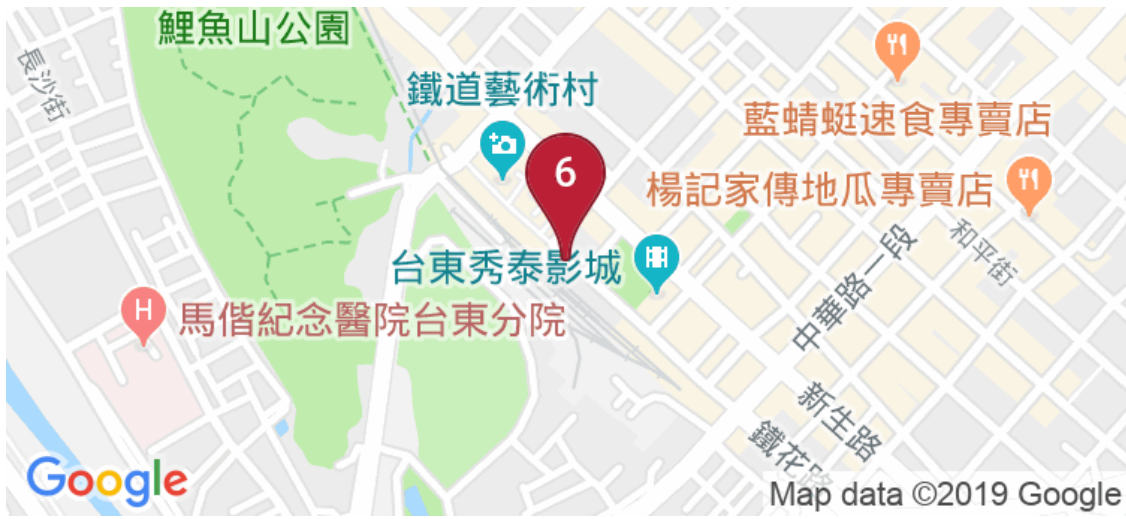 鯉魚山公園
長沙街
鐵道藝術村
藍蜻蜓速食專賣店
6
楊記家傳地瓜專賣店
和平街
台東秀泰影城
中華路一段
H
馬偕紀念醫院台東分院
新生路
鐵花路
Google
Map data ©2019 Google